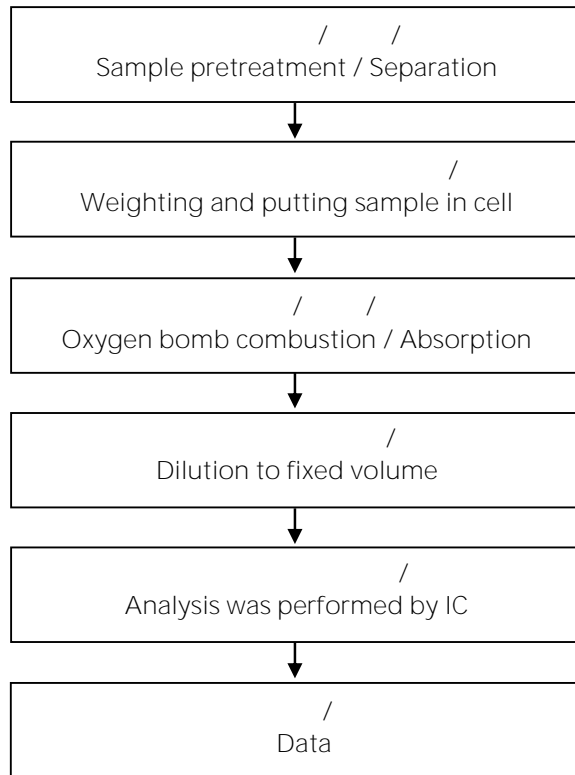 / /
Sample pretreatment / Separation
/
Weighting and putting sample in cell
/ /
Oxygen bomb combustion / Absorption
/
Dilution to fixed volume
/
Analysis was performed by IC
/
Data